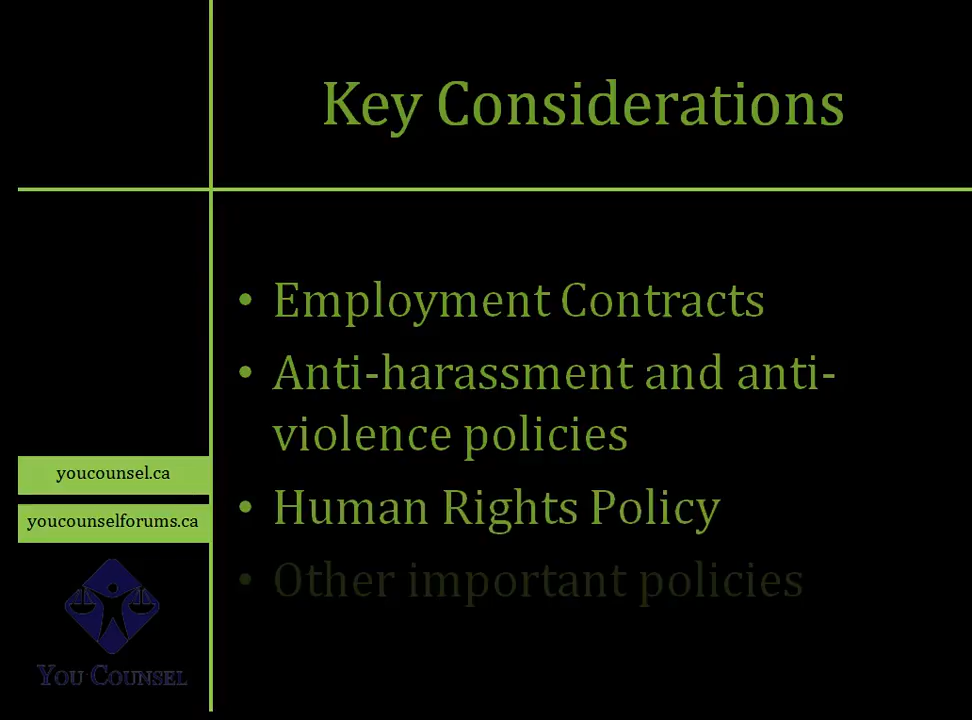 Key Considerations
• Employment Contracts
• Anti-harassment and anti-
violence policies
• Human Rights Policy
• Other important policies
youcounsel.ca
youcounselforums.ca
YOU COUNSEL